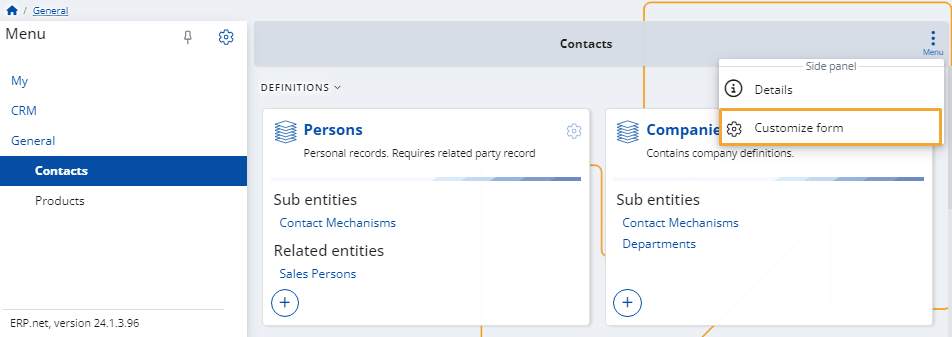 / General
Menu
My
CRM
General
Contacts
Products
ERP.net, version 24.1.3.96
Contacts
Menu
Side panel
Details
Customize form
DEFINITIONS
Persons
Personal records. Requires related party record
Sub entities
Contact Mechanisms
Related entities
Sales Persons
Companie
Contains company definitions.
Sub entities
Contact Mechanisms
Departments